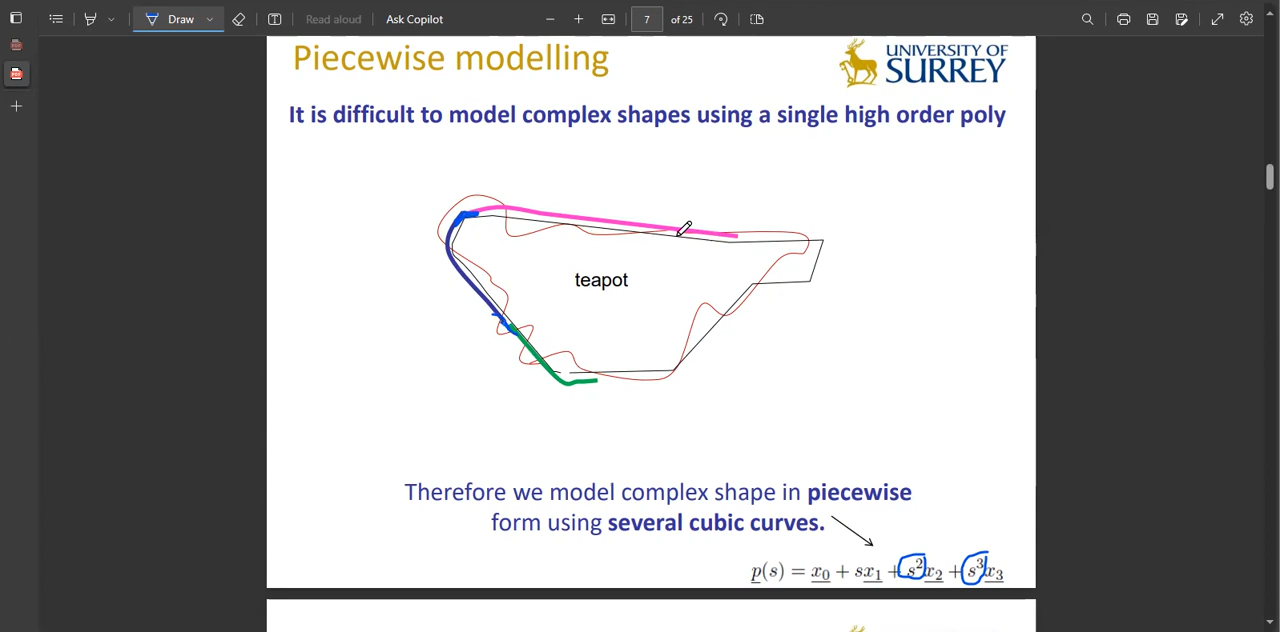 Draw
Read aloud
Ask Copilot
7
of 25
Piecewise modelling
UNIVERSITY OF
SURREY
It is difficult to model complex shapes using a single high order poly
teapot
Therefore we model complex shape in piecewise
form using several cubic curves.
p(s) = x₀ + sx₁ + s²x₂ + s³x₃